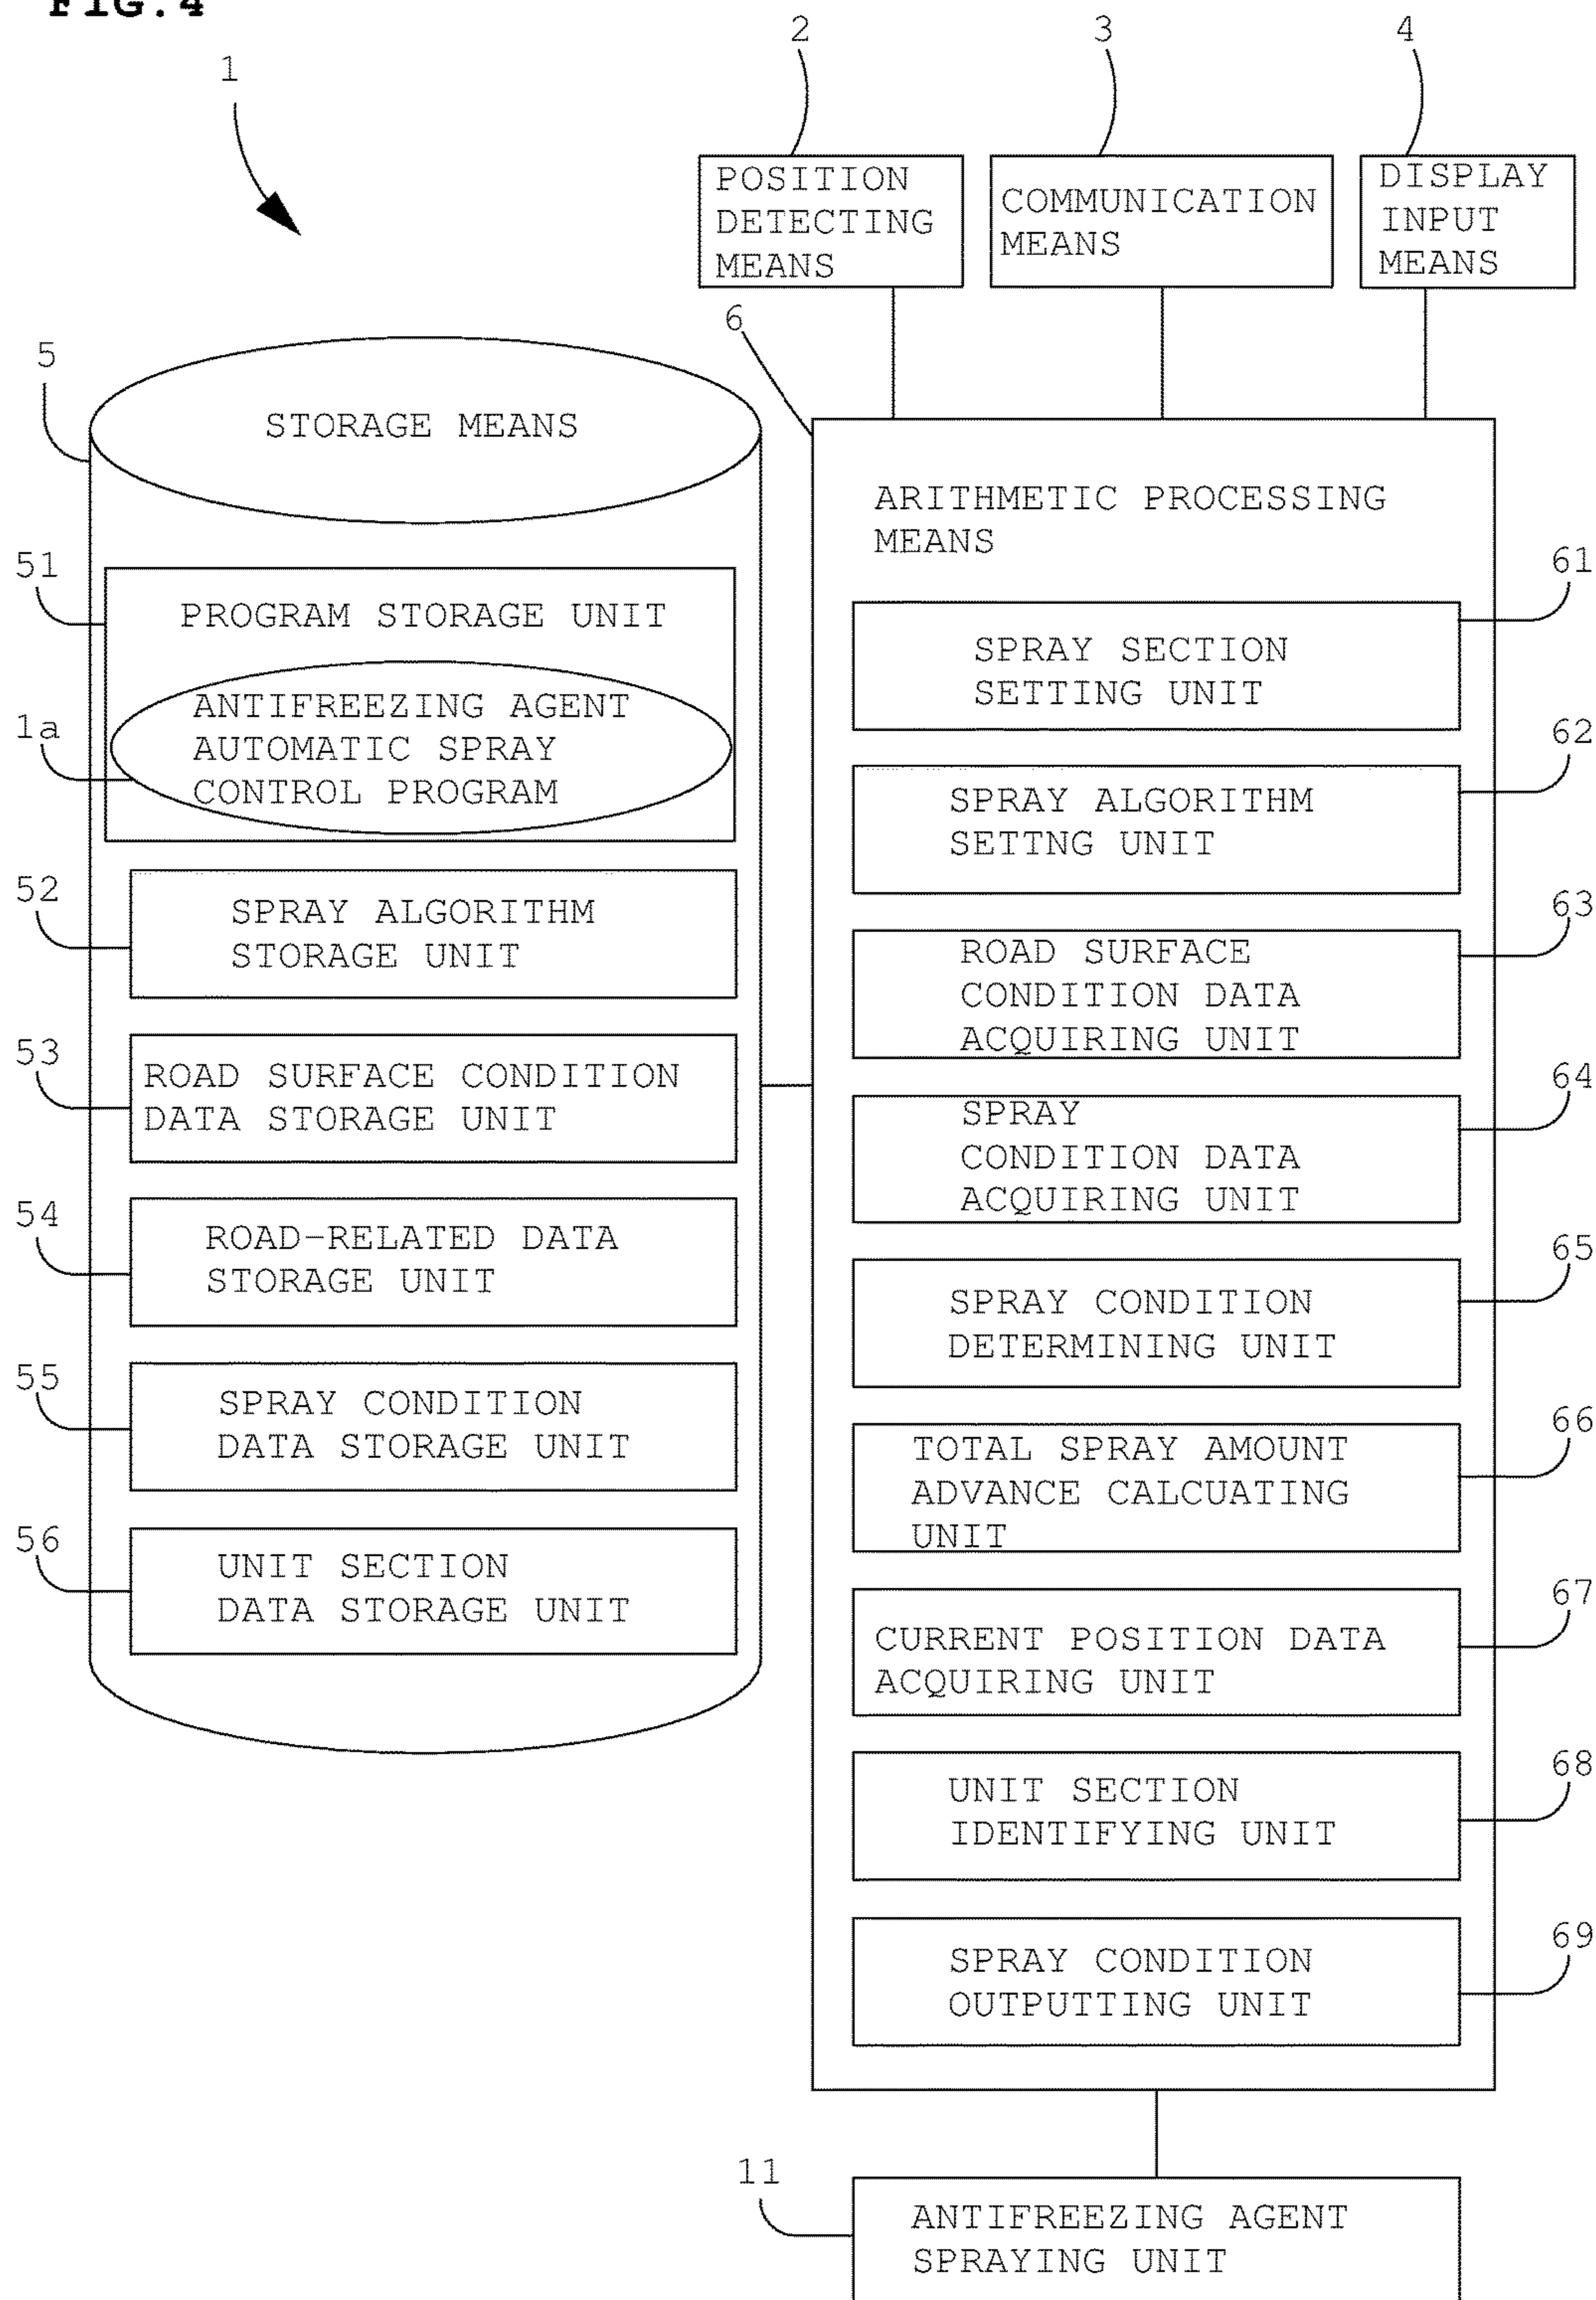 FIG.4
1
2
3
4
POSITION
DETECTING
MEANS
COMMUNICATION
MEANS
DISPLAY
INPUT
MEANS
5
6
STORAGE MEANS
51
PROGRAM STORAGE UNIT
1a
ANTIFREEZING AGENT
AUTOMATIC SPRAY
CONTROL PROGRAM
52
SPRAY ALGORITHM
STORAGE UNIT
53
ROAD SURFACE CONDITION
DATA STORAGE UNIT
54
ROAD-RELATED DATA
STORAGE UNIT
55
SPRAY CONDITION
DATA STORAGE UNIT
56
UNIT SECTION
DATA STORAGE UNIT
ARITHMETIC PROCESSING
MEANS
61
SPRAY SECTION
SETTING UNIT
62
SPRAY ALGORITHM
SETTNG UNIT
63
ROAD SURFACE
CONDITION DATA
ACQUIRING UNIT
64
SPRAY
CONDITION DATA
ACQUIRING UNIT
65
SPRAY CONDITION
DETERMINING UNIT
66
TOTAL SPRAY AMOUNT
ADVANCE CALCUATING
UNIT
67
CURRENT POSITION DATA
ACQUIRING UNIT
68
UNIT SECTION
IDENTIFYING UNIT
69
SPRAY CONDITION
OUTPUTTING UNIT
11
ANTIFREEZING AGENT
SPRAYING UNIT